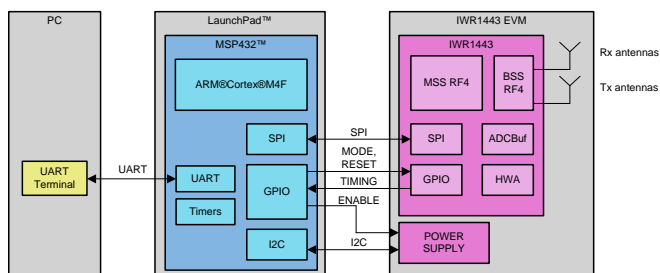 PC
LaunchPad™
IWR1443 EVM
MSP432™
IWR1443
ARM®Cortex®M4F
MSS RF4
BSS
RF4
Rx antennas
Tx antennas
SPI
SPI
SPI
ADCBuf
MODE,
RESET
UART
Terminal
UART
UART
GPIO
TIMING
GPIO
HWA
Timers
ENABLE
I2C
I2C
POWER
SUPPLY